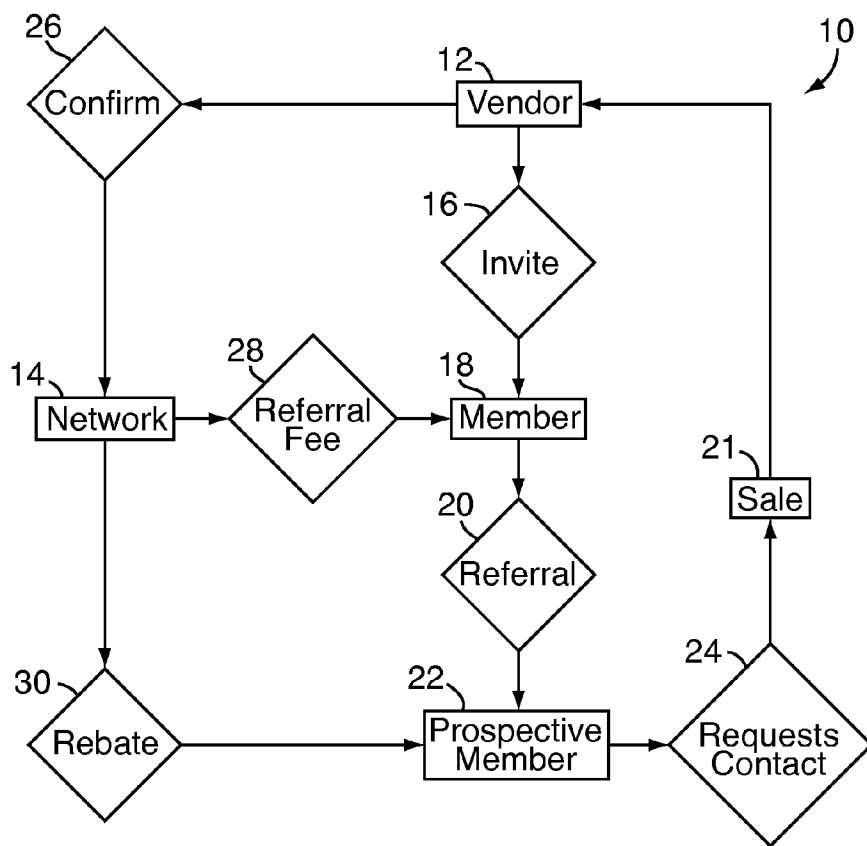 26
10
12
Confirm
Vendor
16
Invite
28
14
18
Network
Referral
Fee
Member
21
Sale
20
Referral
24
30
22
Rebate
Prospective
Member
Requests
Contact